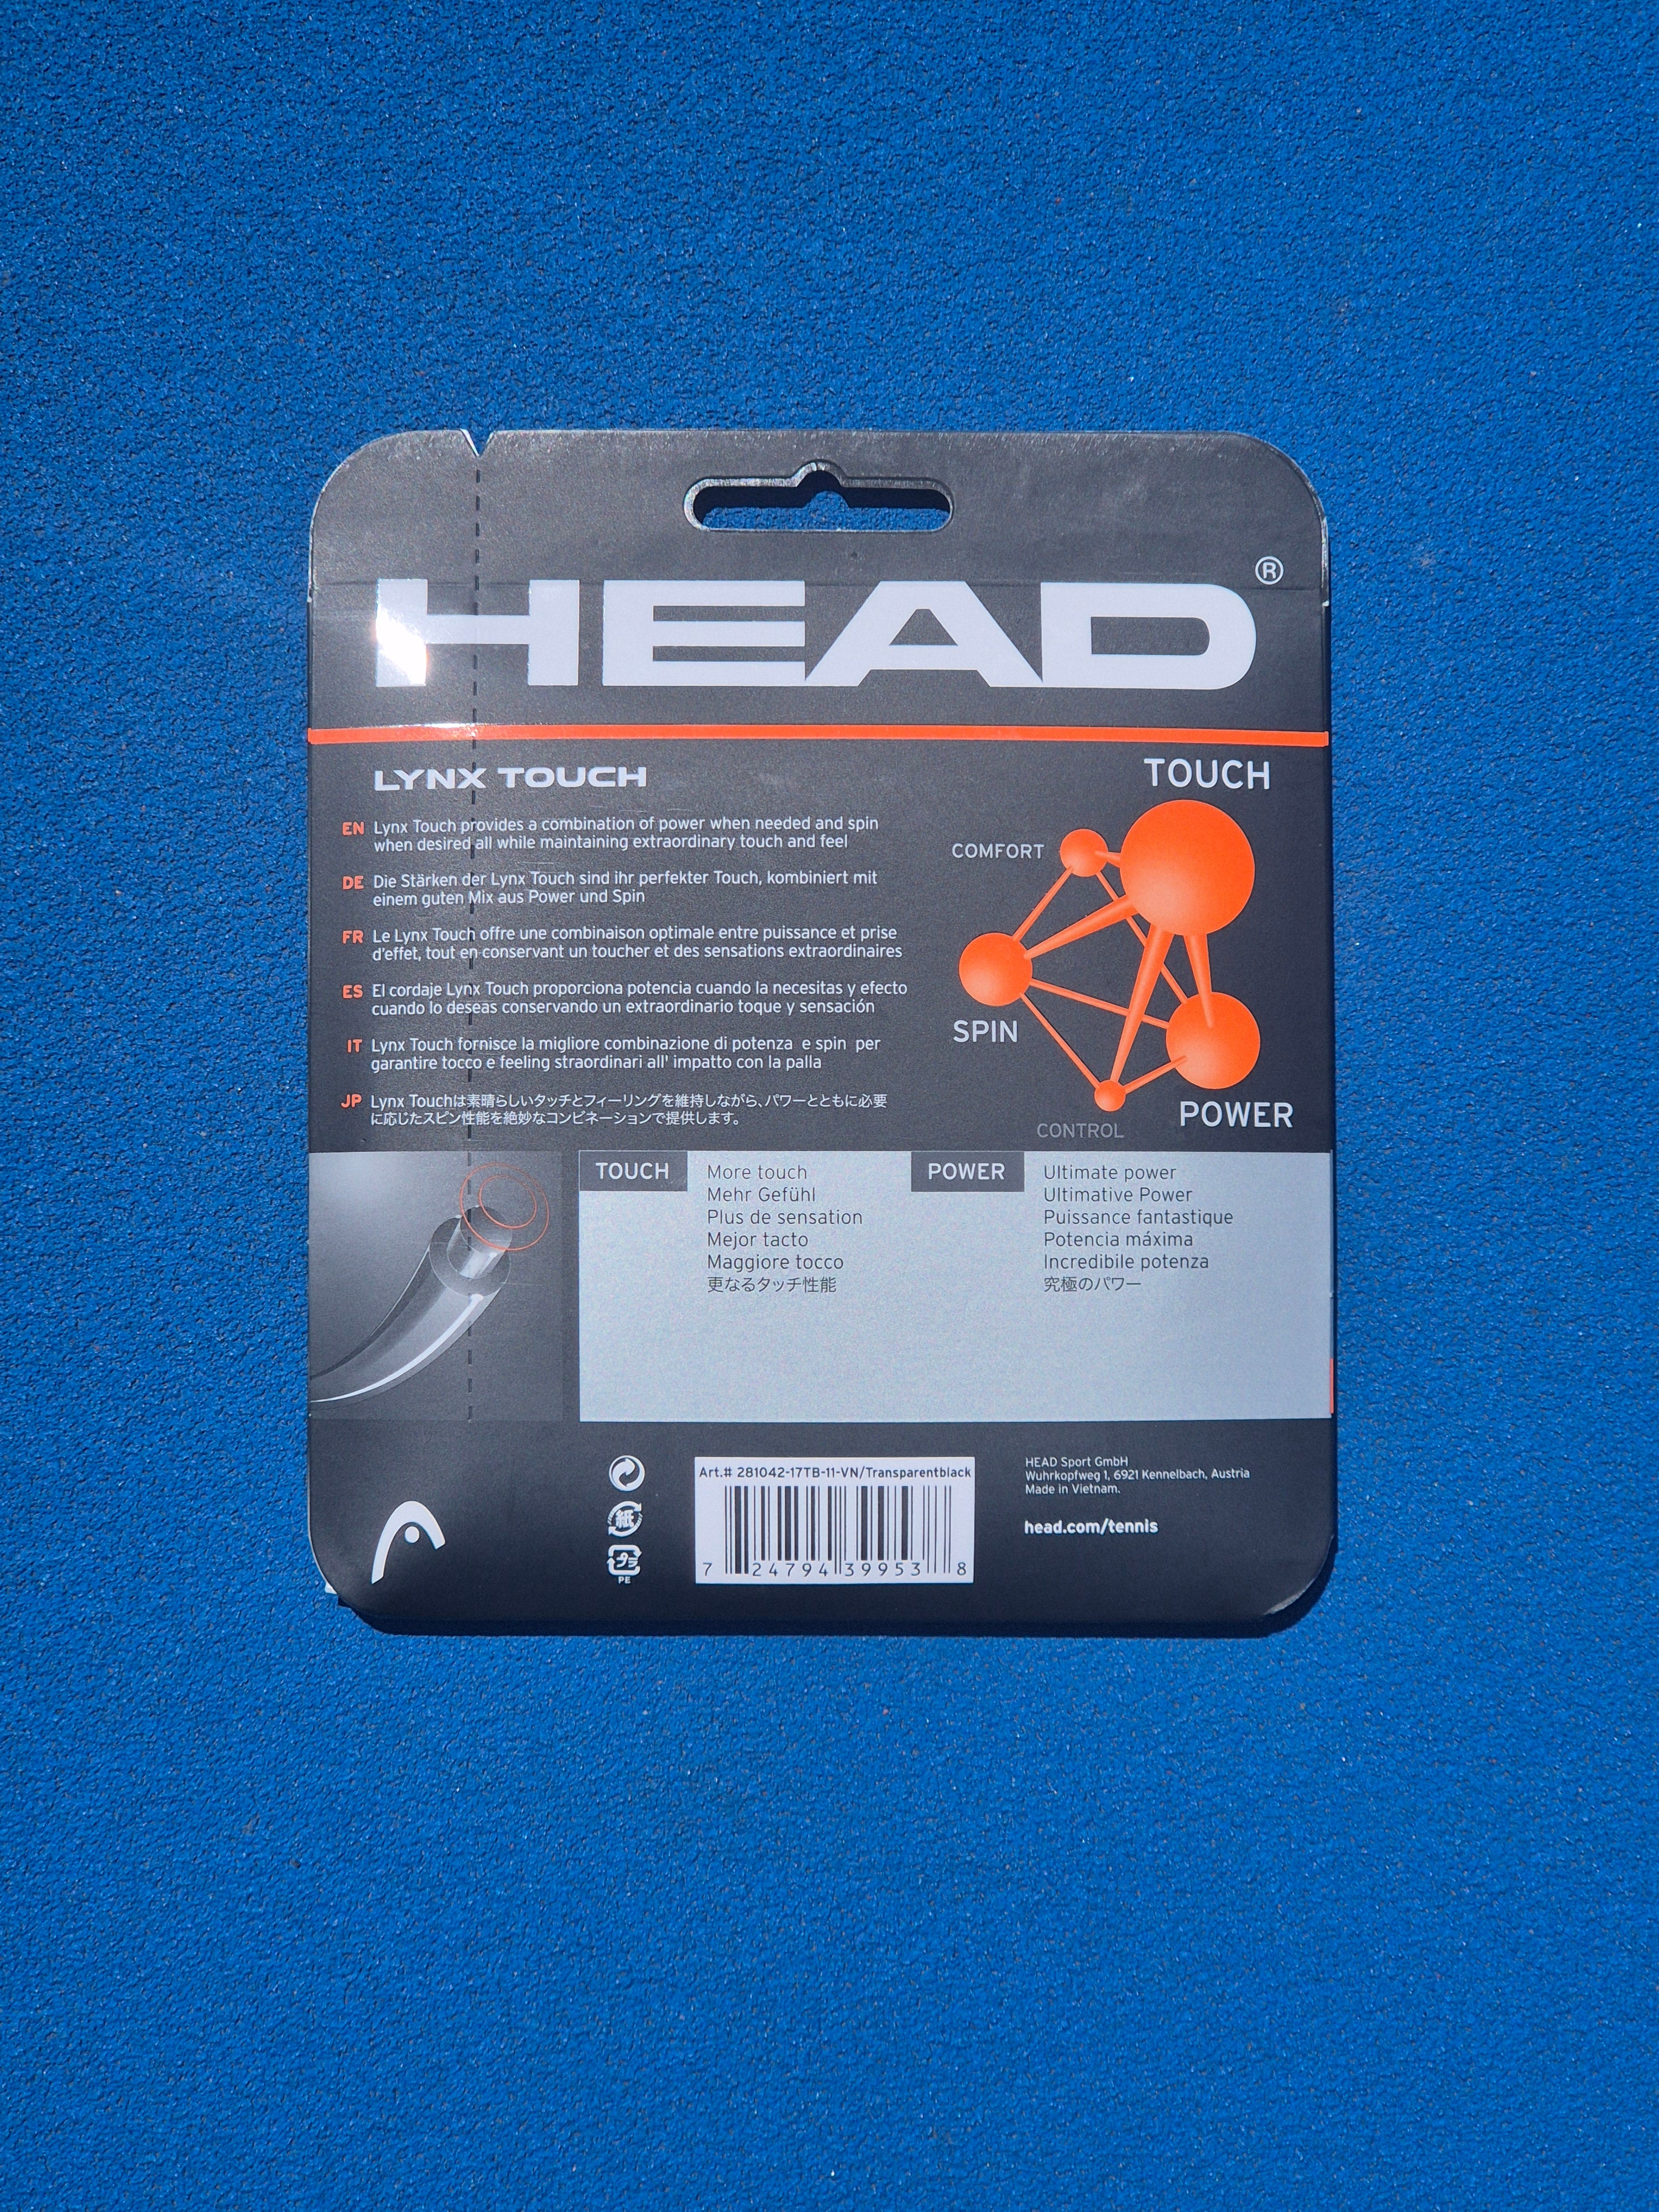 HEAD®
LYNX TOUCH
EN Lynx Touch provides a combination of power when needed and spin
when desired all while maintaining extraordinary touch and feel
DE Die Stärken der Lynx Touch sind ihr perfekter Touch, kombiniert mit
einem guten Mix aus Power und Spin
FR Le Lynx Touch offre une combinaison optimale entre puissance et prise
d'effet, tout en conservant un toucher et des sensations extraordinaires
ES El cordaje Lynx Touch proporciona potencia cuando la necesitas y efecto
cuando lo deseas conservando un extraordinario toque y sensación
IT Lynx Touch fornisce la migliore combinazione di potenza e spin per
garantire tocco e feeling straordinari all' impatto con la palla
JP Lynx Touchは素晴らしいタッチとフィーリングを維持しながら、パワーとともに必要
に応じたスピン性能を絶妙なコンビネーションで提供します。
TOUCH
COMFORT
SPIN
POWER
CONTROL
TOUCH
More touch
Mehr Gefühl
Plus de sensation
Mejor tacto
Maggiore tocco
更なるタッチ性能
POWER
Ultimate power
Ultimative Power
Puissance fantastique
Potencia máxima
Incredibile potenza
究極のパワー
紙
プラ
PE
Art.# 281042-17TB-11-VN/Transparentblack
7 24794 39953 8
HEAD Sport GmbH
Wuhrkopfweg 1, 6921 Kennelbach, Austria
Made in Vietnam.
head.com/tennis